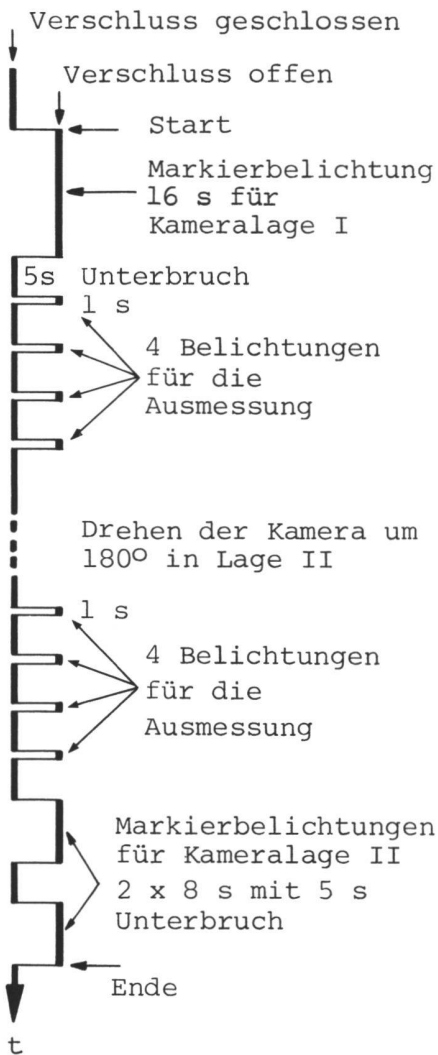 Verschluss geschlossen
Verschluss offen
Start
Markierbelichtung
16 s für
Kameralage I
5s Unterbruch
1 s
4 Belichtungen
für die
Ausmessung
Drehen der Kamera um
180° in Lage II
1 s
4 Belichtungen
für die
Ausmessung
Markierbelichtungen
für Kameralage II
2 x 8 s mit 5 s
Unterbruch
Ende
t